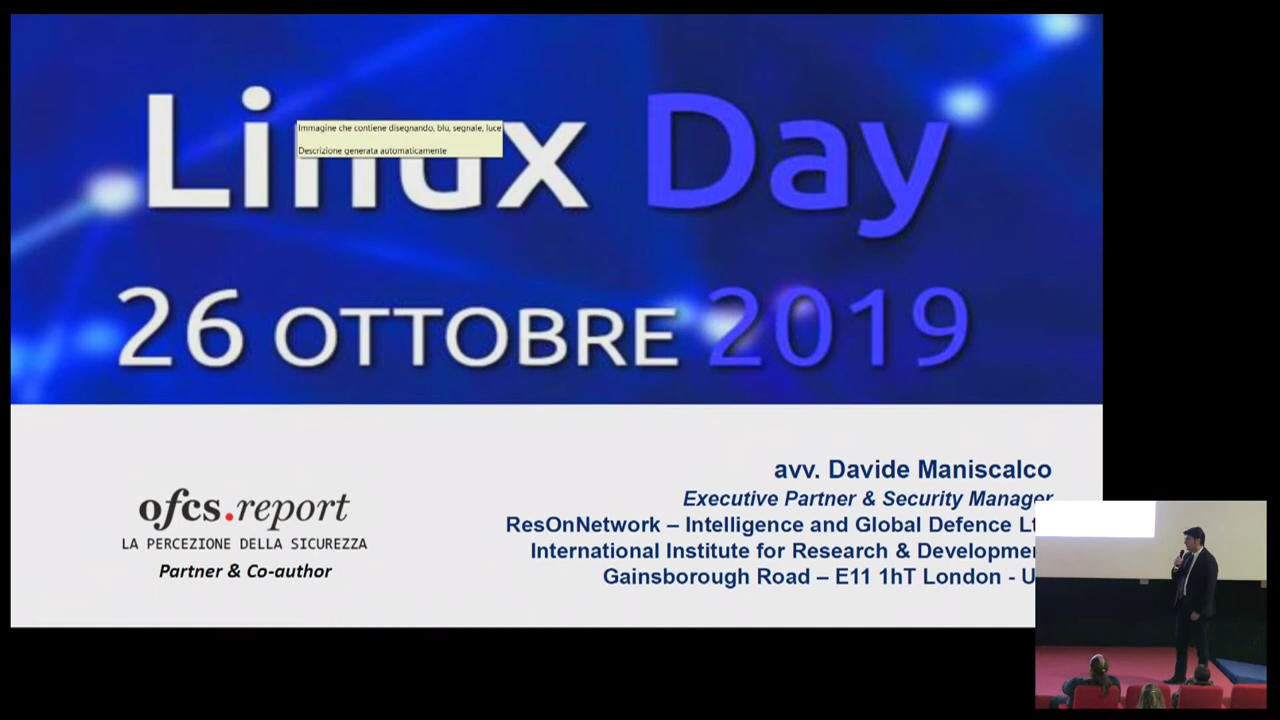 Linux Day
Immagine che contiene disegnando, blu, segnale, luce
Descrizione generata automaticamente
26 OTTOBRE 2019
ofcs.report
LA PERCEZIONE DELLA SICUREZZA
Partner & Co-author
avv. Davide Maniscalco
Executive Partner & Security Manager
ResOnNetwork – Intelligence and Global Defence
International Institute for Research &
Gainsborough Road – E11 1hT London -